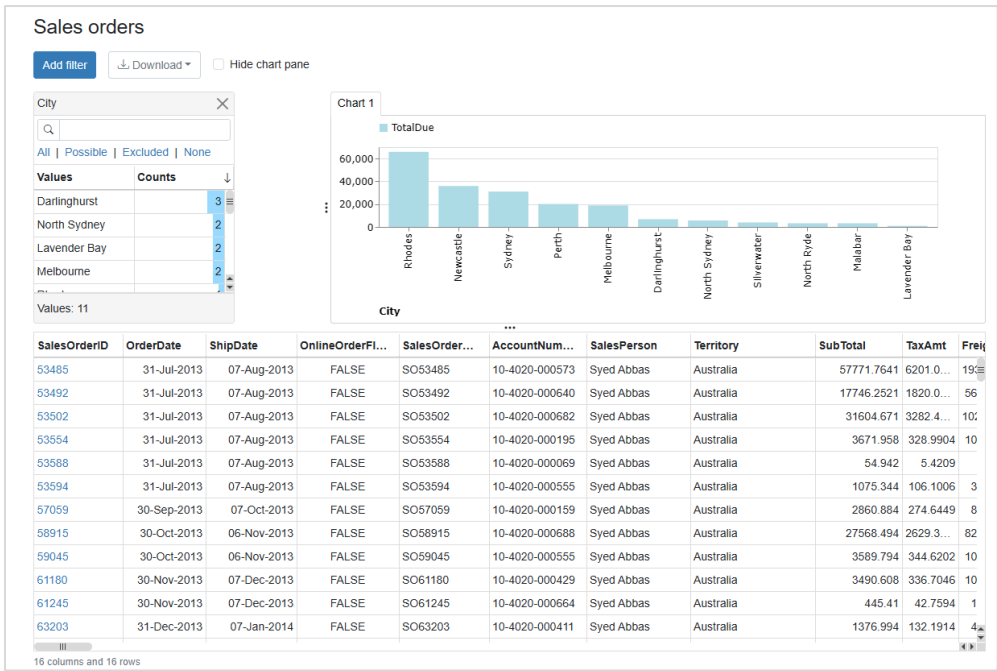 Sales orders
Add filter Download Hide chart pane
City
All | Possible | Excluded | None
Values Counts
Darlinghurst 3
North Sydney 2
Lavender Bay 2
Melbourne 2
Values: 11
Chart 1
TotalDue
60,000
40,000
20,000
0
Rhodes
Newcastle
Sydney
Perth
Melbourne
Darlinghurst
North Sydney
Silverwater
North Ryde
Malabar
Lavender Bay
City
SalesOrderID OrderDate ShipDate OnlineOrderFl... SalesOrder... AccountNum... SalesPerson Territory SubTotal TaxAmt Freig
53485 31-Jul-2013 07-Aug-2013 FALSE SO53485 10-4020-000573 Syed Abbas Australia 57771.7641 6201.0... 193
53492 31-Jul-2013 07-Aug-2013 FALSE SO53492 10-4020-000640 Syed Abbas Australia 17746.2521 1820.0... 56
53502 31-Jul-2013 07-Aug-2013 FALSE SO53502 10-4020-000682 Syed Abbas Australia 31604.671 3282.4... 102
53554 31-Jul-2013 07-Aug-2013 FALSE SO53554 10-4020-000195 Syed Abbas Australia 3671.958 328.9904 10
53588 31-Jul-2013 07-Aug-2013 FALSE SO53588 10-4020-000069 Syed Abbas Australia 54.942 5.4209
53594 31-Jul-2013 07-Aug-2013 FALSE SO53594 10-4020-000555 Syed Abbas Australia 1075.344 106.1006 3
57059 30-Sep-2013 07-Oct-2013 FALSE SO57059 10-4020-000159 Syed Abbas Australia 2860.884 274.6449 8
58915 30-Oct-2013 06-Nov-2013 FALSE SO58915 10-4020-000688 Syed Abbas Australia 27568.494 2629.3... 82
59045 30-Oct-2013 06-Nov-2013 FALSE SO59045 10-4020-000555 Syed Abbas Australia 3589.794 344.6202 10
61180 30-Nov-2013 07-Dec-2013 FALSE SO61180 10-4020-000429 Syed Abbas Australia 3490.608 336.7046 10
61245 30-Nov-2013 07-Dec-2013 FALSE SO61245 10-4020-000664 Syed Abbas Australia 445.41 42.7594 1
63203 31-Dec-2013 07-Jan-2014 FALSE SO63203 10-4020-000411 Syed Abbas Australia 1376.994 132.1914 4
16 columns and 16 rows